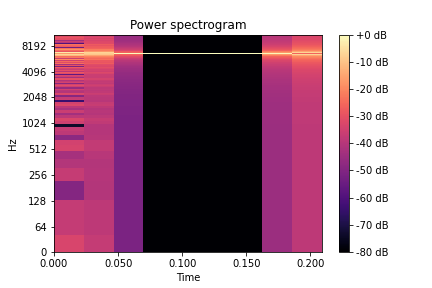 Power spectrogram
8192
4096
2048
1024
512
256
128
64
0
Hz
0.000 0.050 0.100 0.150 0.200
Time
+0 dB
-10 dB
-20 dB
-30 dB
-40 dB
-50 dB
-60 dB
-70 dB
-80 dB